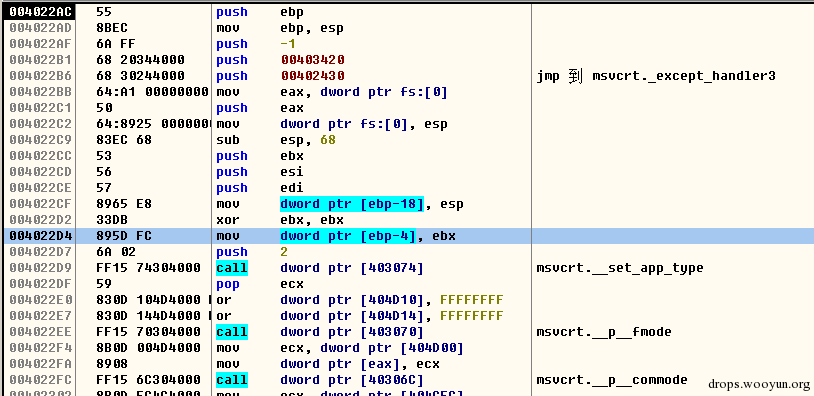 004022AC 55 push ebp
004022AD 8BEC mov ebp, esp
004022AF 6A FF push -1
004022B1 68 20344000 push 00403420
004022B6 68 30244000 push 00402430 jmp 到 msvcrt._except_handler3
004022BB 64:A1 00000000 mov eax, dword ptr fs:[0]
004022C1 50 push eax
004022C2 64:8925 0000000 mov dword ptr fs:[0], esp
004022C9 83EC 68 sub esp, 68
004022CC 53 push ebx
004022CD 56 push esi
004022CE 57 push edi
004022CF 8965 E8 mov dword ptr [ebp-18], esp
004022D2 33DB xor ebx, ebx
004022D4 895D FC mov dword ptr [ebp-4], ebx
004022D7 6A 02 push 2
004022D9 FF15 74304000 call dword ptr [403074] msvcrt.__set_app_type
004022DF 59 pop ecx
004022E0 830D 104D4000 or dword ptr [404D10], FFFFFFFF
004022E7 830D 144D4000 or dword ptr [404D14], FFFFFFFF
004022EE FF15 70304000 call dword ptr [403070] msvcrt.__p__fmode
004022F4 8B0D 004D4000 mov ecx, dword ptr [404D00]
004022FA 8908 mov dword ptr [eax], ecx
004022FC FF15 6C304000 call dword ptr [40306C] msvcrt.__p__commode
drops.wooyun.org